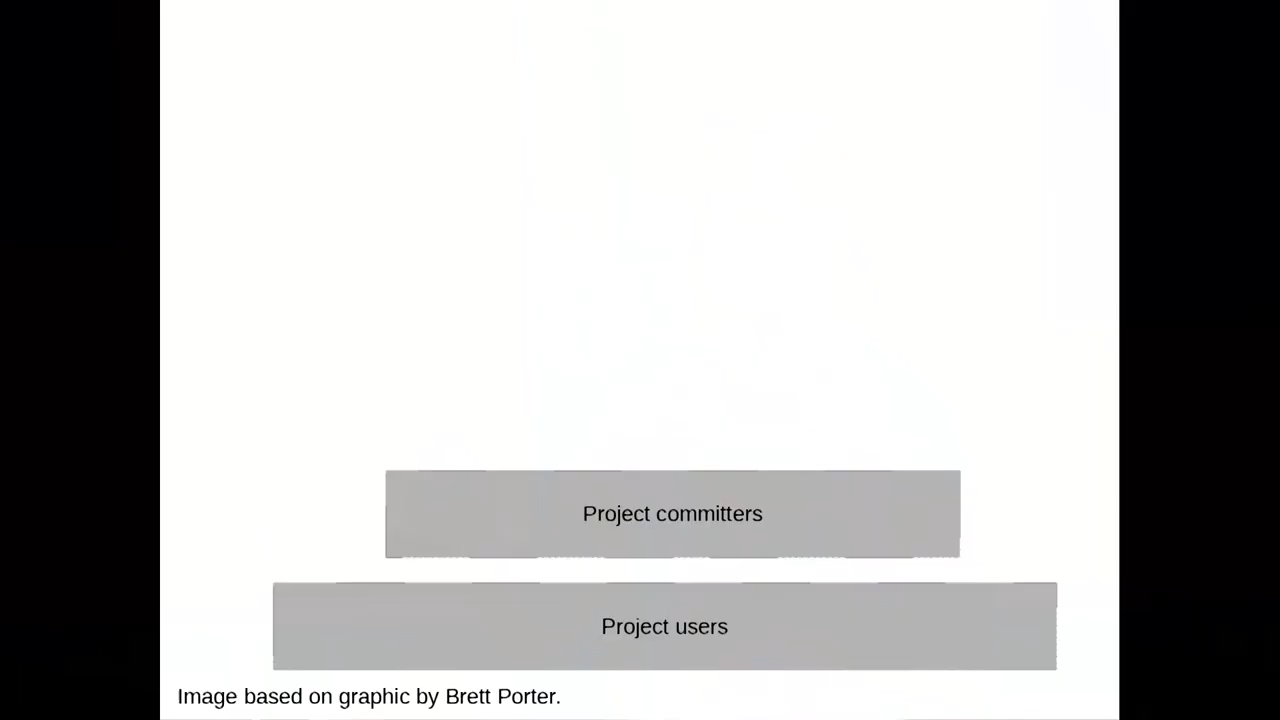 Project committers
Project users
Image based on graphic by Brett Porter.